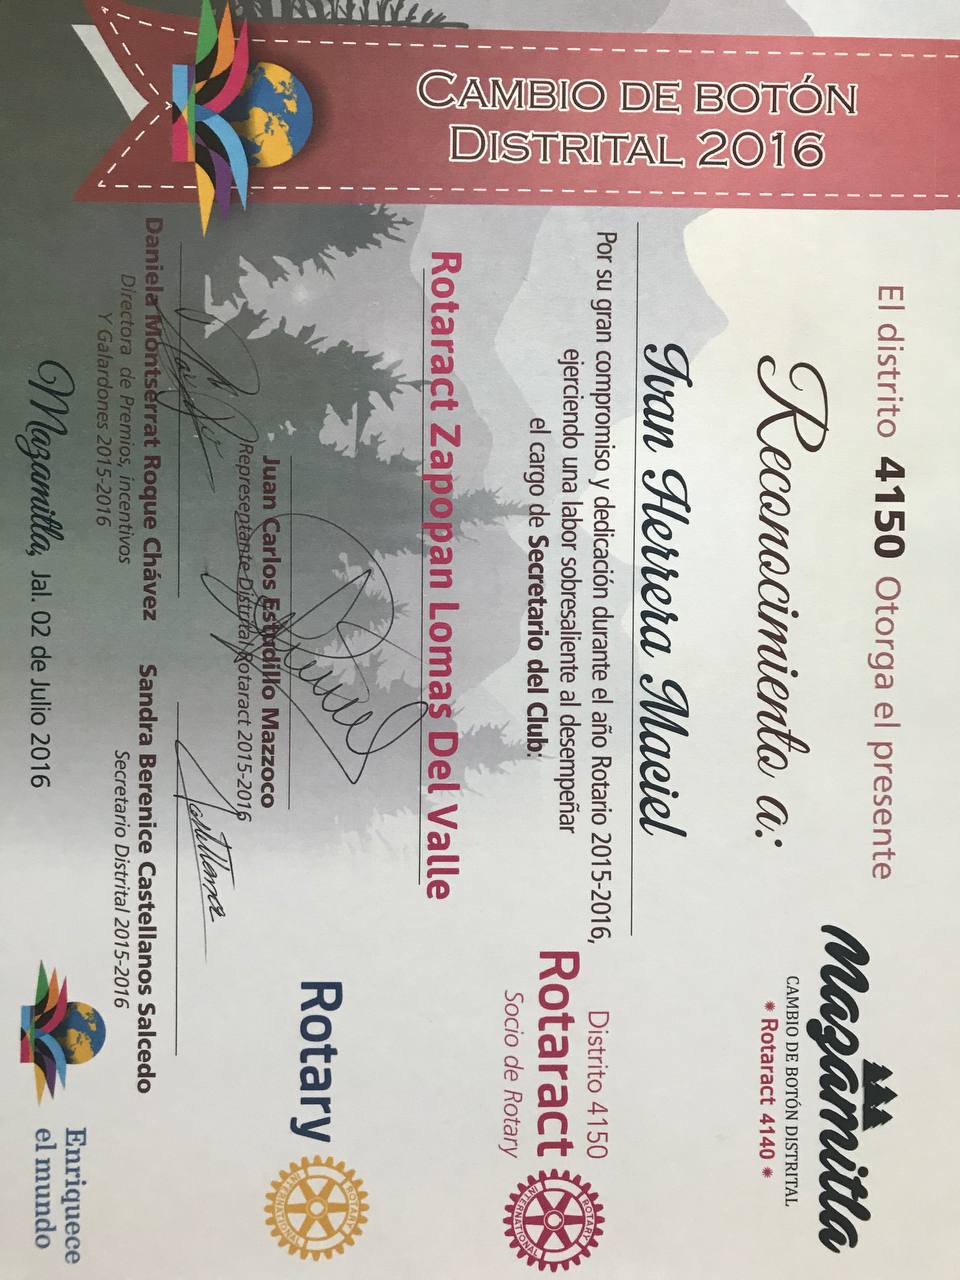 CAMBIO DE BOTÓN
DISTRITAL 2016
El distrito 4150 Otorga el presente
Reconocimiento a:
Ivan Herrera Maciel
Por su gran compromiso y dedicación durante el año Rotario 2015-2016,
ejerciendo una labor sobresaliente al desempeñar
el cargo de Secretario del Club:
Rotaract Zapopan Lomas Del Valle
Mazamitla
CAMBIO DE BOTÓN DISTRITAL
* Rotaract 4140 *
Distrito 4150
Rotaract
Socio de Rotary
ROTARY
INTERNATIONAL
Rotary
ROTARY
INTERNATIONAL
Juan Carlos Estudillo Mazzoco
Representante Distrital Rotaract 2015-2016
Daniela Montserrat Roque Chávez
Directora de Premios, incentivos
Y Galardones 2015-2016
Castellanos
Sandra Berenice Castellanos Salcedo
Secretario Distrital 2015-2016
Mazamitla, Jal. 02 de Julio 2016
Enriquece
el mundo